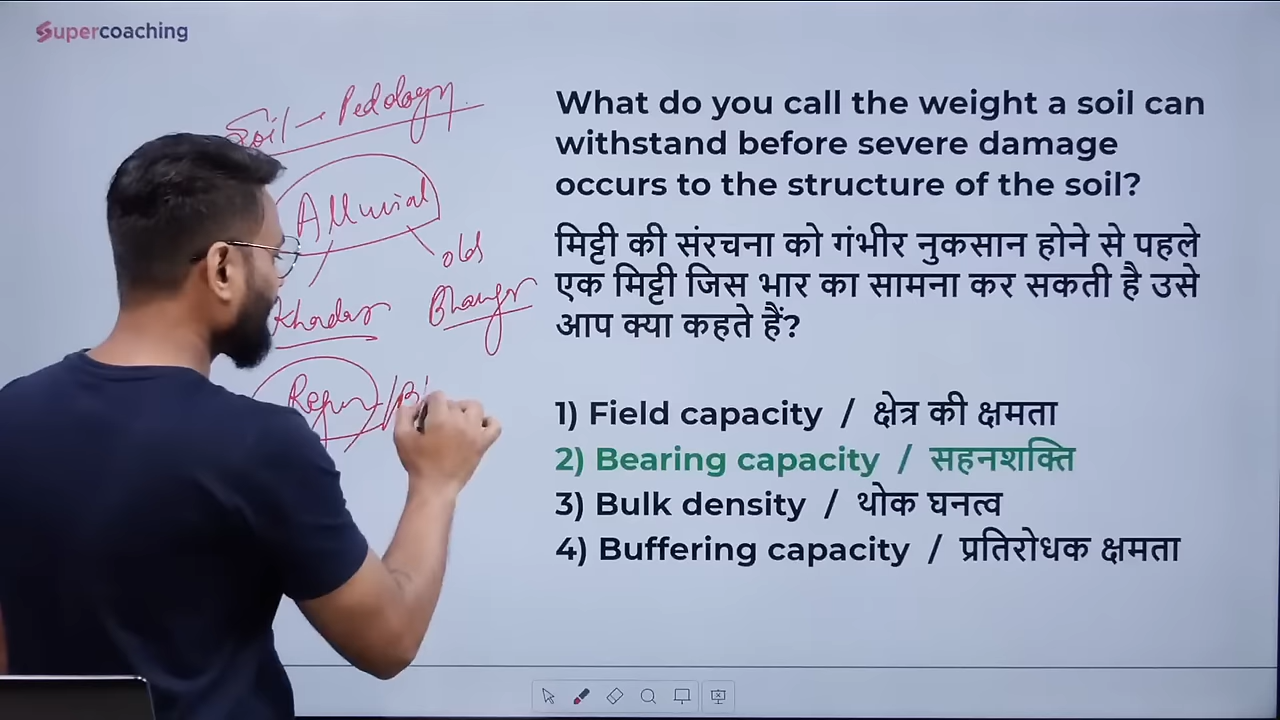 Supercoaching
Soil → Pedology
Alluvial
old
Khadar Bhangar
Regur /
What do you call the weight a soil can
withstand before severe damage
occurs to the structure of the soil?
मिट्टी की संरचना को गंभीर नुकसान होने से पहले
एक मिट्टी जिस भार का सामना कर सकती है उसे
आप क्या कहते हैं?
1) Field capacity / क्षेत्र की क्षमता
2) Bearing capacity / सहनशक्ति
3) Bulk density / थोक घनत्व
4) Buffering capacity / प्रतिरोधक क्षमता